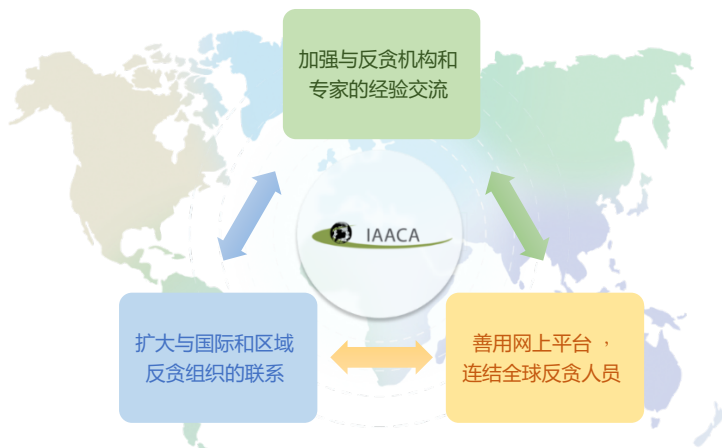 加强与反贪机构和
专家的经验交流
IAACA
扩大与国际和区域
反贪组织的联系
善用网上平台，
连结全球反贪人员